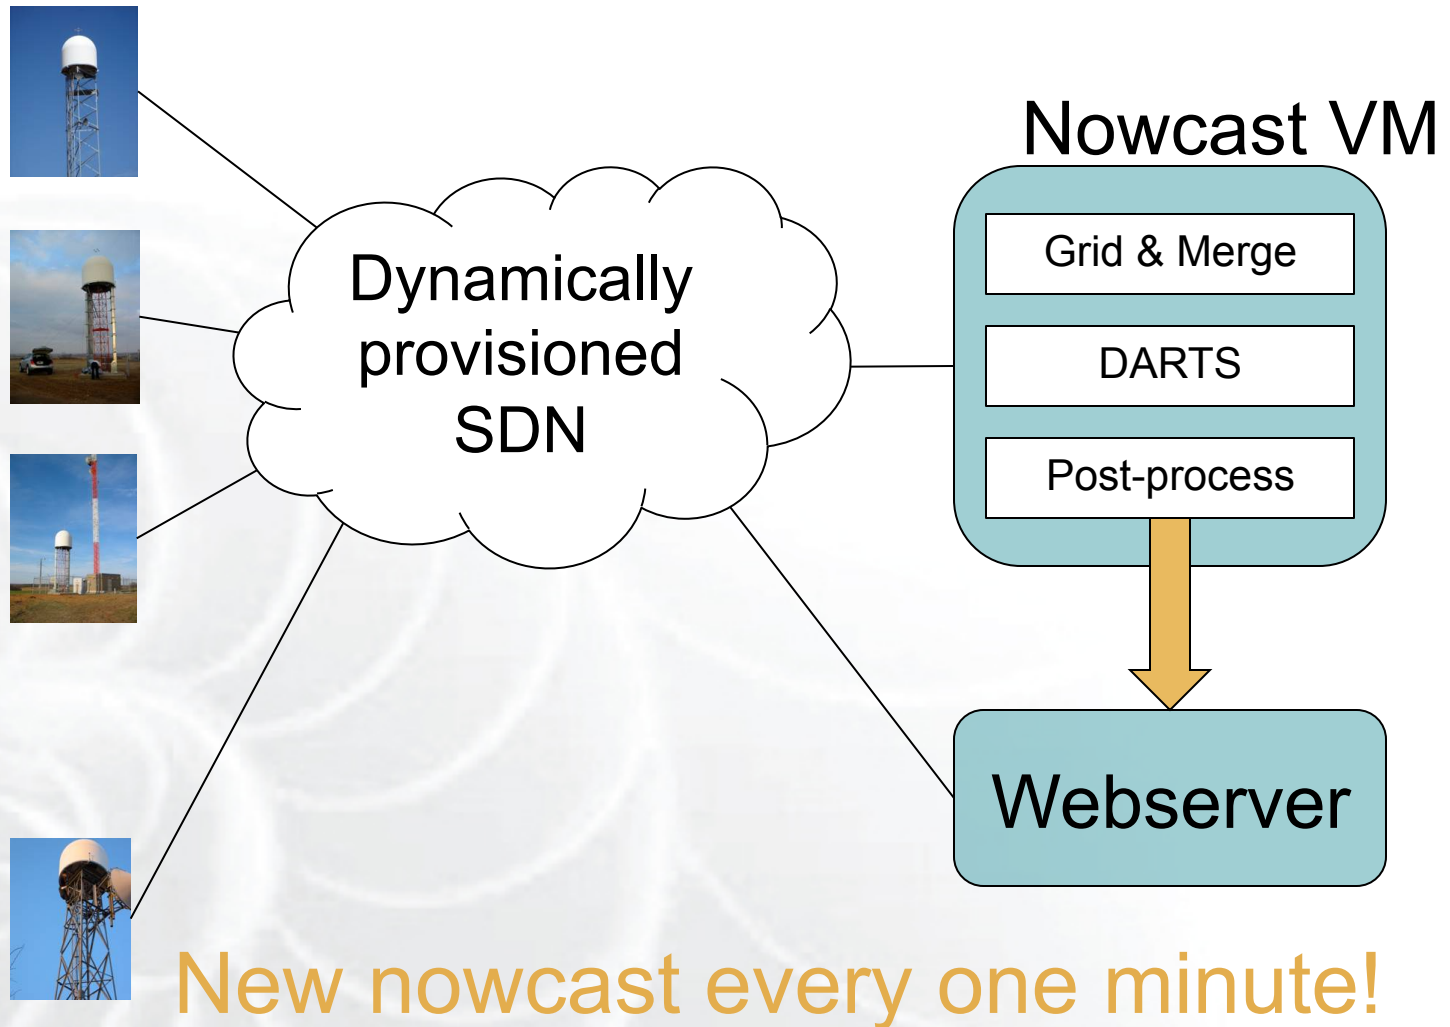 Nowcast VM
Dynamically
provisioned
SDN
Grid & Merge
DARTS
Post-process
Webserver
New nowcast every one minute!